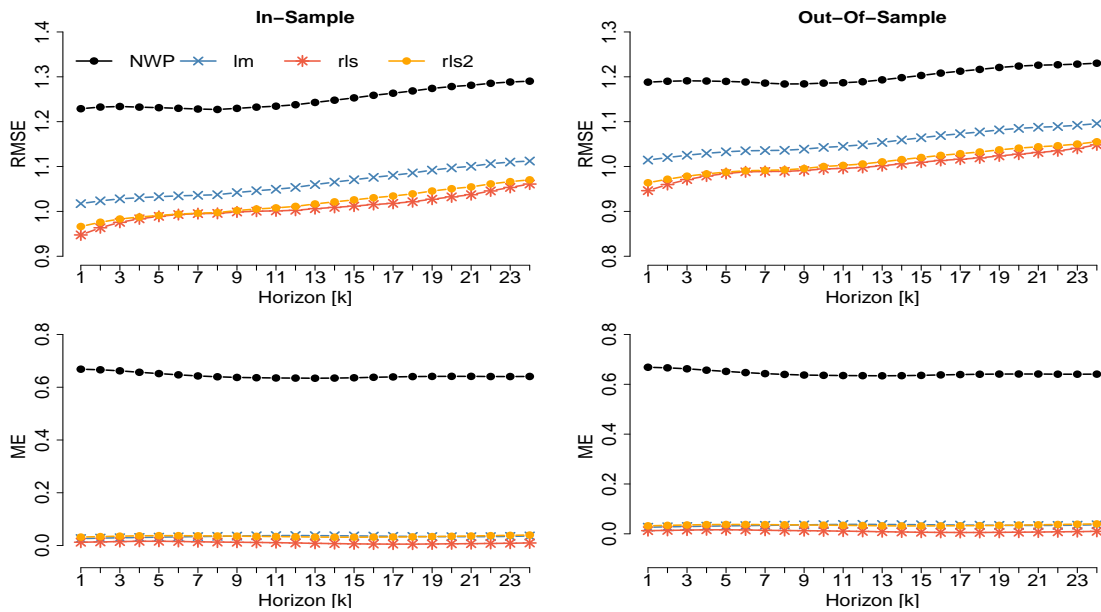 In-Sample
Out-Of-Sample
NWP lm rls rls2
RMSE
0.9 1.0 1.1 1.2 1.3 1.4
1 3 5 7 9 11 13 15 17 19 21 23
Horizon [k]
RMSE
0.8 0.9 1.0 1.1 1.2 1.3
1 3 5 7 9 11 13 15 17 19 21 23
Horizon [k]
ME
0.0 0.2 0.4 0.6 0.8
1 3 5 7 9 11 13 15 17 19 21 23
Horizon [k]
ME
0.0 0.2 0.4 0.6 0.8
1 3 5 7 9 11 13 15 17 19 21 23
Horizon [k]